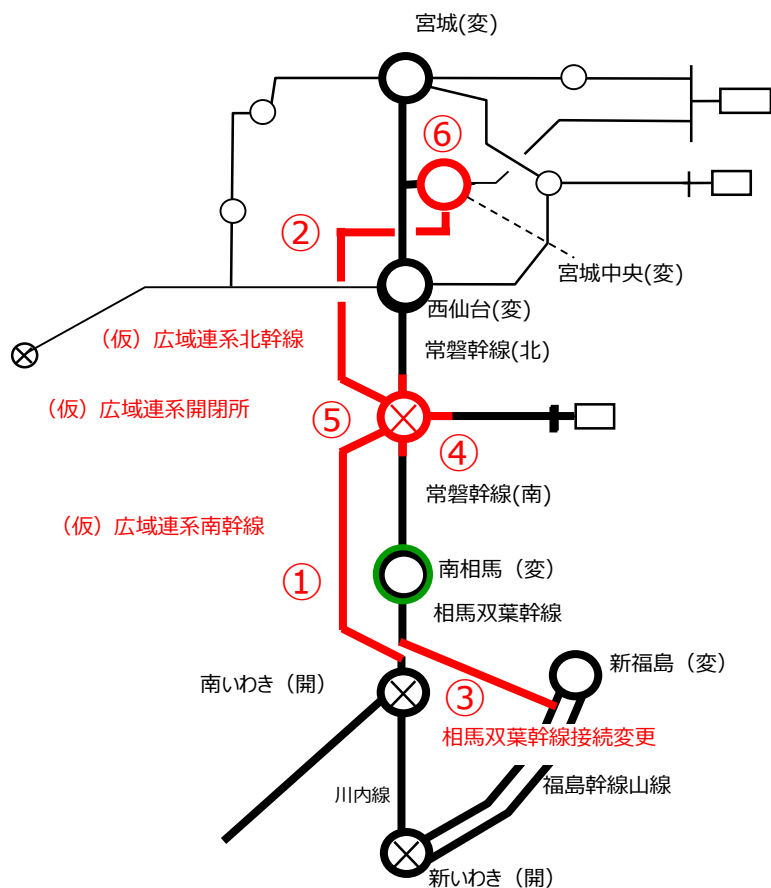 宮城(変)
⑥
②
宮城中央(変)
西仙台(変)
(仮)広域連系北幹線
常磐幹線(北)
(仮)広域連系開閉所
⑤
④
常磐幹線(南)
(仮)広域連系南幹線
①
南相馬(変)
相馬双葉幹線
新福島(変)
南いわき(開)
③
相馬双葉幹線接続変更
福島幹線山線
川内線
新いわき(開)